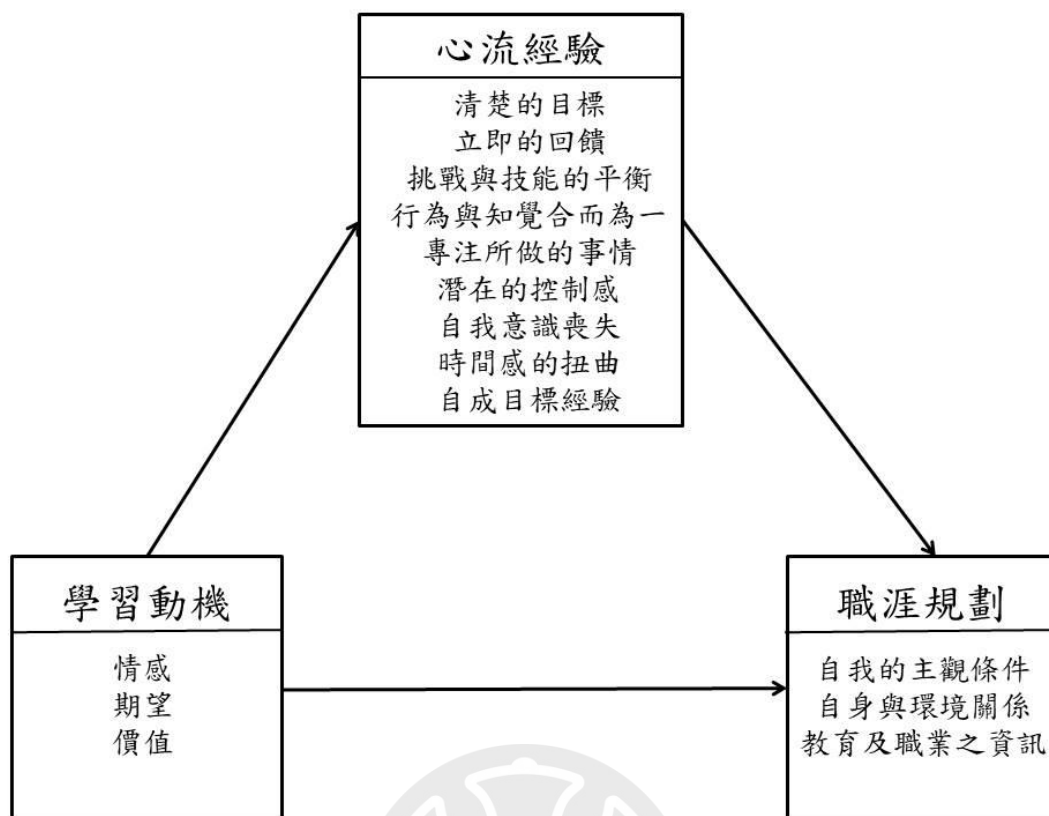 心流經驗
清楚的目標
立即的回饋
挑戰與技能的平衡
行為與知覺合而為一
專注所做的事情
潛在的控制感
自我意識喪失
時間感的扭曲
自成目標經驗
學習動機
情感
期望
價值
職涯規劃
自我的主觀條件
自身與環境關係
教育及職業之資訊